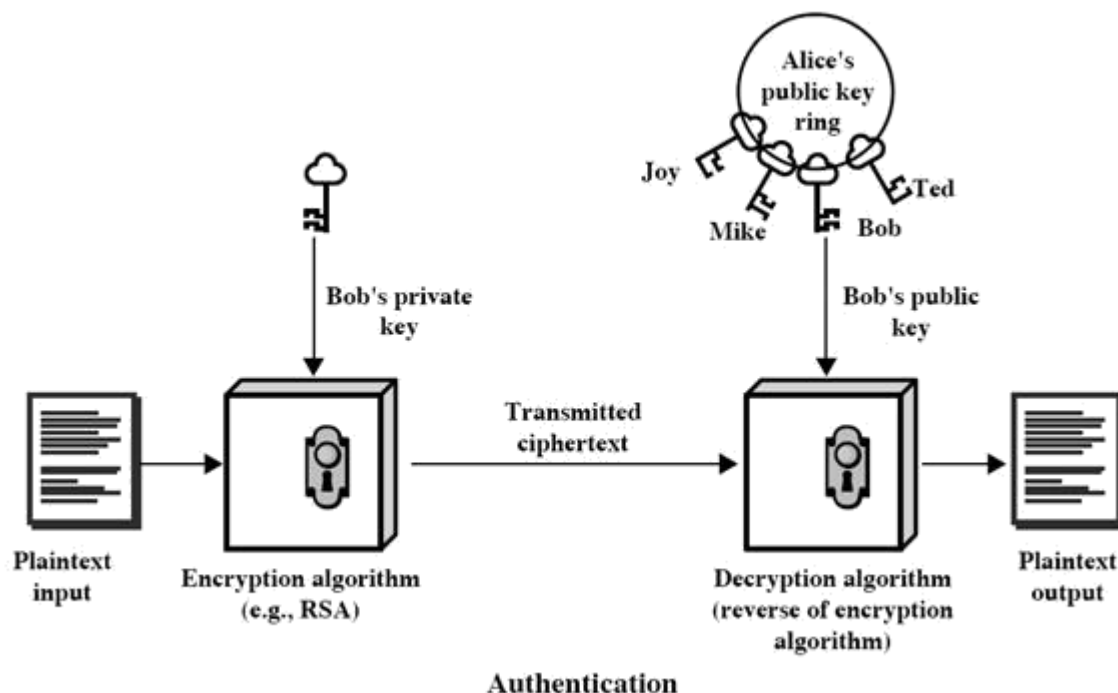 Alice's
public key
ring
Joy
Mike
Bob
Ted
Bob's private
key
Bob's public
key
Transmitted
ciphertext
Plaintext
input
Encryption algorithm
(e.g., RSA)
Decryption algorithm
(reverse of encryption
algorithm)
Plaintext
output
Authentication